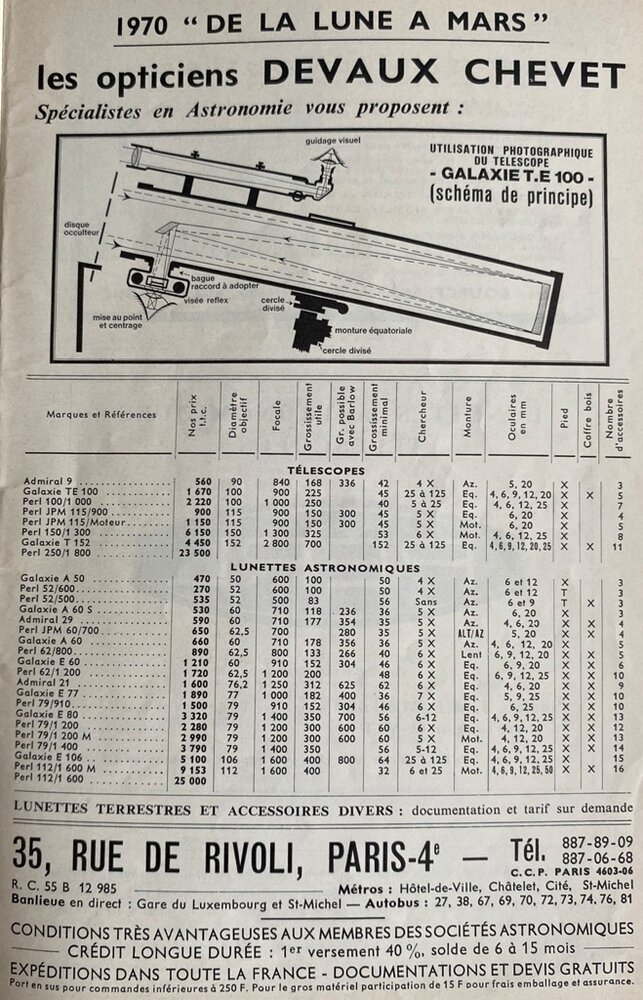 1970 “DE LA LUNE A MARS”
les opticiens DEVAUX CHEVET
Spécialistes en Astronomie vous proposent :
guidage visuel
UTILISATION PHOTOGRAPHIQUE
DU TELESCOPE
- GALAXIE T.E 100 -
(schéma de principe)
disque
occulteur
bague
raccord à adopter
visée reflex
mise au point
et centrage
cercle
divisé
monture équatoriale
cercle divisé
Marques et Références Nos prix t.t.c. Diamètre objectif Focale Grossissement utile Gr. possible avec Barlow Grossissement minimal Chercheur Monture Oculaires en mm Pied Coffre bois Nombre d'accessoires
TÉLESCOPES
Admiral 9 560 90 840 168 336 42 4 X Az. 5, 20 X 3
Galaxie TE 100 1 670 100 900 225 45 25 à 125 Eq. 4, 6, 9, 12, 20 X X 5
Perl 100/1 000 2 220 100 1 000 250 40 5 à 25 Eq. 4, 6, 12, 20 X 7
Perl JPM 115/900 900 115 900 150 300 45 5 X Eq. 6, 20 X 4
Perl JPM 115/Moteur 1 150 115 900 150 300 45 5 X Mot. 6, 20 X 5
Perl 150/1 300 6 150 150 1 300 325 53 6 X Mot. 4, 6, 12, 25 X 8
Galaxie T 152 4 450 152 2 800 700 152 25 à 125 Eq. 4,6,9,12,20,25 X X 11
Perl 250/1 800 23 500
LUNETTES ASTRONOMIQUES
Galaxie A 50 470 50 600 100 50 4 X Az. 6 et 12 X 3
Perl 52/600 270 52 600 100 50 4 X Az. 6 et 12 T 3
Perl 52/500 535 52 500 83 56 Sans Az. 6 et 9 T X 3
Galaxie A 60 S 530 60 710 118 236 36 5 X Az. 6, 20 X 3
Admiral 29 590 60 710 177 354 35 5 X Az. 4, 6, 20 X X 4
Perl JPM 60/700 650 62,5 700 280 35 5 X ALT/AZ 5, 20 X X 4
Galaxie A 60 660 60 710 178 356 36 5 X Az. 4, 6, 12, 20 X 5
Perl 62/800 890 62,5 800 133 266 40 6 X Lent 6, 9, 12, 20 X X 5
Galaxie E 60 1 210 60 910 152 304 46 6 X Eq. 6, 9, 20 X X 6
Perl 62/1 200 1 720 62,5 1 200 200 48 6 X Eq. 6, 9, 12, 25 X X 10
Admiral 21 1 600 76,2 1 250 312 625 62 6 X Eq. 4, 6, 20 X X 9
Galaxie E 77 1 890 77 1 000 182 400 36 7 X Eq. 5, 9, 25 X X 10
Perl 79/910 1 500 79 910 152 304 46 6 X Eq. 6, 25 X X 10
Galaxie E 80 3 320 79 1 400 350 700 56 6-12 Eq. 4, 6, 9, 12, 25 X X 13
Perl 79/1 200 2 280 79 1 200 300 600 60 6 X Eq. 4, 12, 20 X X 12
Perl 79/1 200 M 2 990 79 1 200 300 600 60 5 X Mot. 4, 12, 20 X X 13
Perl 79/1 400 3 790 79 1 400 350 56 5-12 Eq. 4, 6, 9, 12, 25 X X 14
Galaxie E 106 5 100 106 1 600 400 800 64 25 à 125 Eq. 4, 9, 12, 25 X X 15
Perl 112/1 600 M 9 153 112 1 600 400 32 6 et 25 Mot. 4, 6, 9, 12, 25, 50 X X 16
Perl 112/1 600 25 000
LUNETTES TERRESTRES ET ACCESSOIRES DIVERS : documentation et tarif sur demande
35, RUE DE RIVOLI, PARIS-4e — Tél. 887-89-09
887-06-68
C.C.P. PARIS 4603-06
R. C. 55 B 12 985 Métros : Hôtel-de-Ville, Châtelet, Cité, St-Michel
Banlieue en direct : Gare du Luxembourg et St-Michel — Autobus : 27, 38, 67, 69, 70, 72, 73, 74, 76, 81
CONDITIONS TRÈS AVANTAGEUSES AUX MEMBRES DES SOCIÉTÉS ASTRONOMIQUES
CRÉDIT LONGUE DURÉE : 1er versement 40 %, solde de 6 à 15 mois
EXPÉDITIONS DANS TOUTE LA FRANCE - DOCUMENTATIONS ET DEVIS GRATUITS
Port en sus pour commandes inférieures à 250 F. Pour le gros matériel participation de 15 F pour frais emballage et assurance.